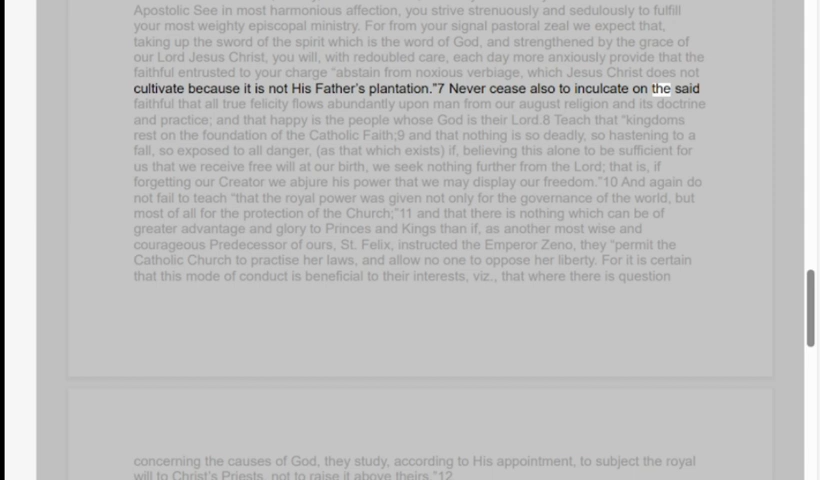 Apostolic See in most harmonious affection, you strive strenuously and sedulously to fulfill
your most weighty episcopal ministry. For from your signal pastoral zeal we expect that,
taking up the sword of the spirit which is the word of God, and strengthened by the grace of
our Lord Jesus Christ, you will, with redoubled care, each day more anxiously provide that the
faithful entrusted to your charge “abstain from noxious verbiage, which Jesus Christ does not
cultivate because it is not His Father’s plantation.”7 Never cease also to inculcate on the said
faithful that all true felicity flows abundantly upon man from our august religion and its doctrine
and practice; and that happy is the people whose God is their Lord.8 Teach that “kingdoms
rest on the foundation of the Catholic Faith;9 and that nothing is so deadly, so hastening to a
fall, so exposed to all danger, (as that which exists) if, believing this alone to be sufficient for
us that we receive free will at our birth, we seek nothing further from the Lord; that is, if
forgetting our Creator we abjure his power that we may display our freedom.”10 And again do
not fail to teach “that the royal power was given not only for the governance of the world, but
most of all for the protection of the Church;”11 and that there is nothing which can be of
greater advantage and glory to Princes and Kings than if, as another most wise and
courageous Predecessor of ours, St. Felix, instructed the Emperor Zeno, they “permit the
Catholic Church to practise her laws, and allow no one to oppose her liberty. For it is certain
that this mode of conduct is beneficial to their interests, viz., that where there is question
concerning the causes of God, they study, according to His appointment, to subject the royal
will to Christ’s Priests, not to raise it above theirs.”12